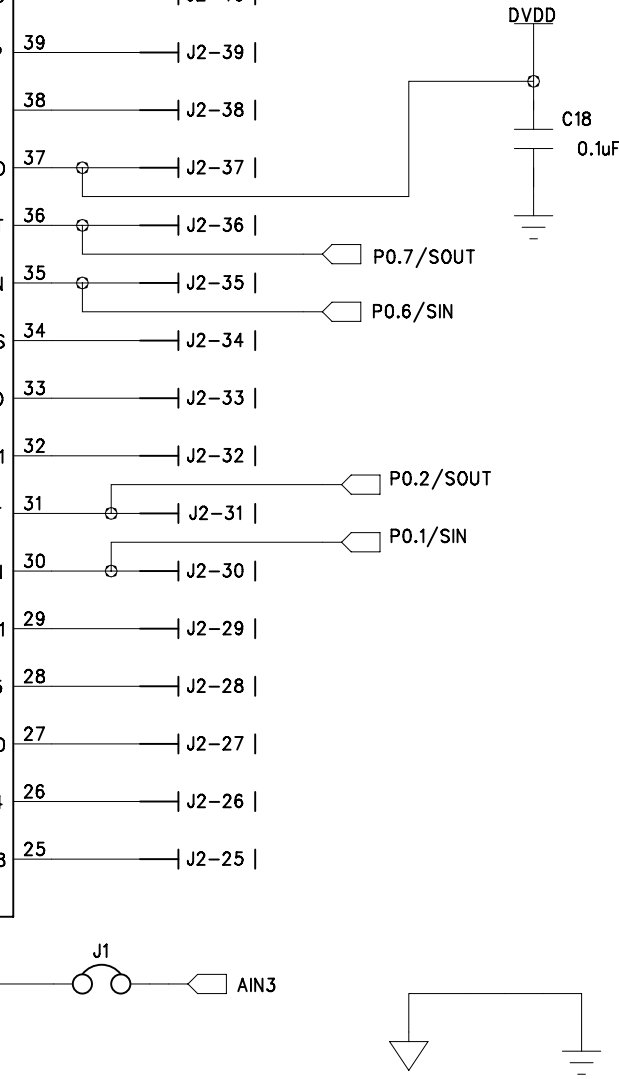 DVDD
39 J2-39
38 J2-38
C18
0.1uF
37 J2-37
36 J2-36
P0.7/SOUT
35 J2-35
P0.6/SIN
34 J2-34
33 J2-33
32 J2-32
P0.2/SOUT
31 J2-31
P0.1/SIN
30 J2-30
29 J2-29
28 J2-28
27 J2-27
26 J2-26
25 J2-25
J1
AIN3